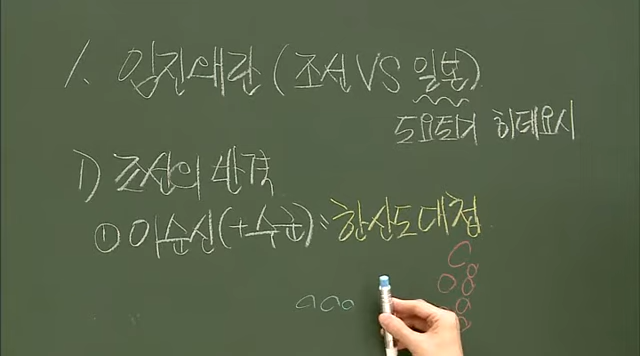 1. 임진왜란 (조선 VS 일본)
도요토미 히데요시
1) 조선의 반격
① 이순신(+수군): 한산도대첩